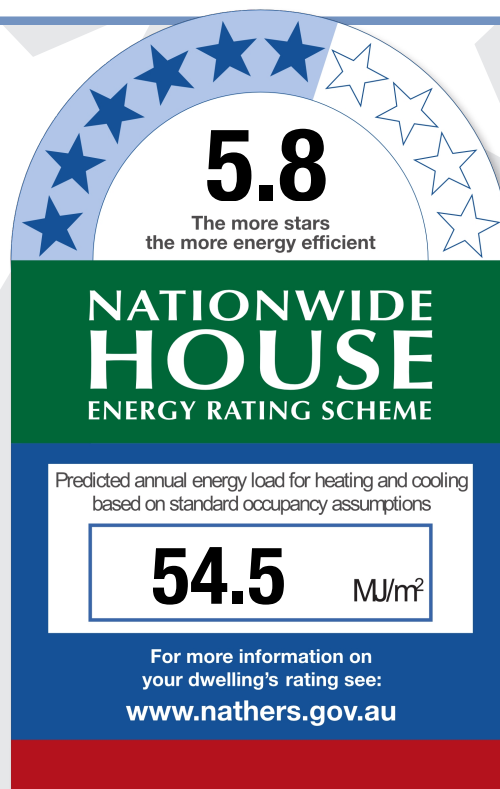 5.8
The more stars
the more energy efficient
NATIONWIDE
HOUSE
ENERGY RATING SCHEME
Predicted annual energy load for heating and cooling
based on standard occupancy assumptions
54.5 MJ/m²
For more information on
your dwelling's rating see:
www.nathers.gov.au